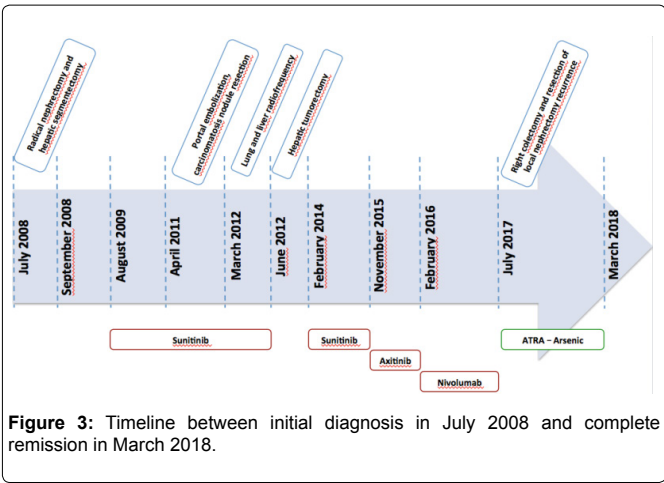 Radical nephrectomy and
hepatic segmentectomy
Portal embolization,
carcinomatosis nodule resection
Lung and liver radiofrequency
Hepatic tumorectomy
Right colectomy and resection of
local nephrectomy recurrence
July 2008
September 2008
August 2009
April 2011
March 2012
June 2012
February 2014
November 2015
February 2016
July 2017
March 2018
Sunitinib
Sunitinib
ATRA – Arsenic
Axitinib
Nivolumab
Figure 3: Timeline between initial diagnosis in July 2008 and complete
remission in March 2018.